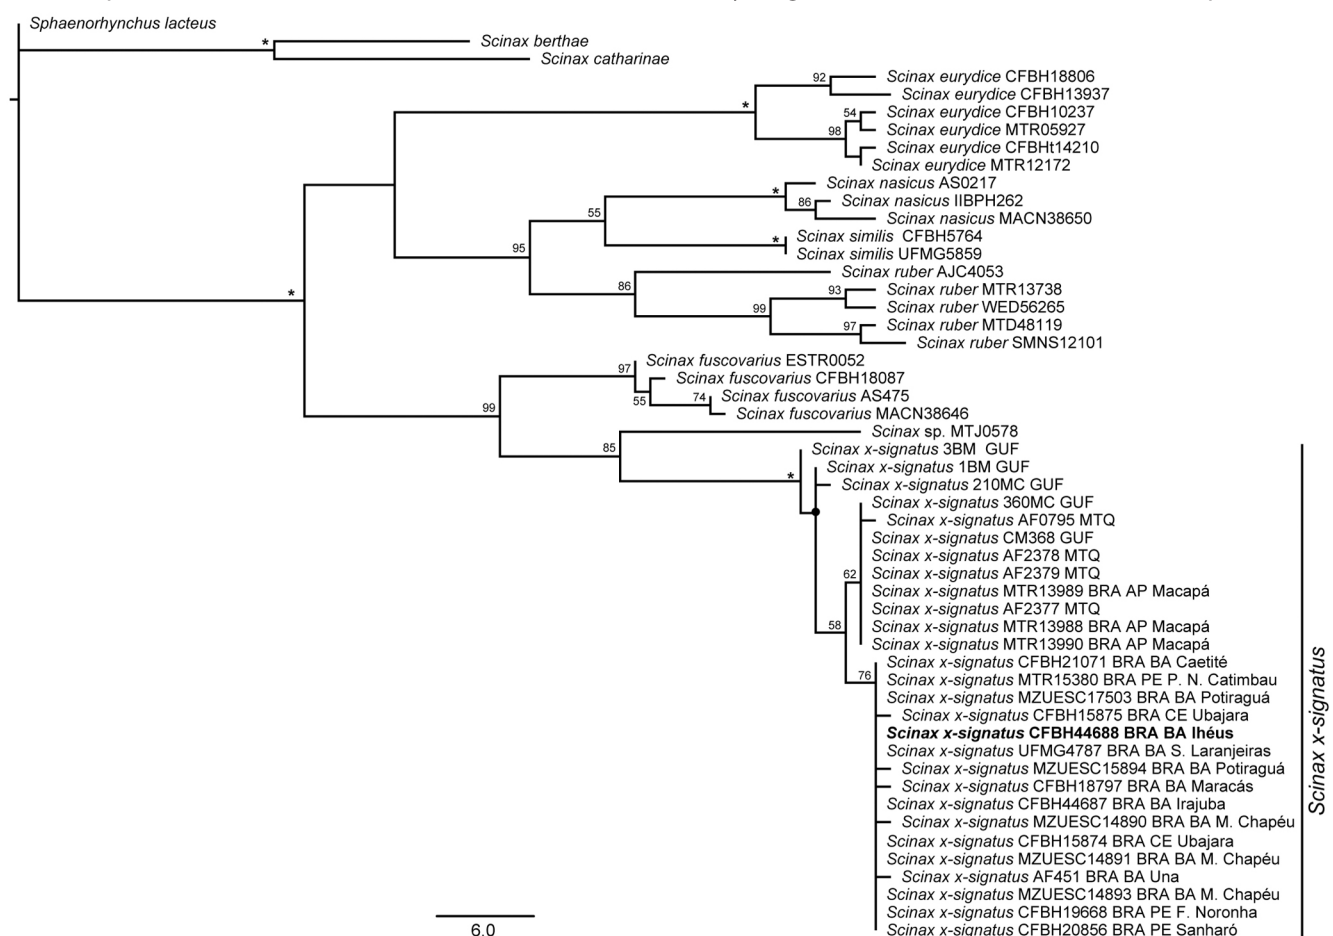 Sphaenorhynchus lacteus
* Scinax berthae
Scinax catharinae
92 Scinax eurydice CFBH18806
Scinax eurydice CFBH13937
*
54 Scinax eurydice CFBH10237
98 Scinax eurydice MTR05927
Scinax eurydice CFBHt14210
Scinax eurydice MTR12172
* Scinax nasicus AS0217
86 Scinax nasicus IIBPH262
Scinax nasicus MACN38650
55
* Scinax similis CFBH5764
Scinax similis UFMG5859
95
Scinax ruber AJC4053
86
93 Scinax ruber MTR13738
Scinax ruber WED56265
99
97 Scinax ruber MTD48119
Scinax ruber SMNS12101
*
97 Scinax fuscovarius ESTR0052
55 Scinax fuscovarius CFBH18087
74 Scinax fuscovarius AS475
Scinax fuscovarius MACN38646
99
Scinax sp. MTJ0578
85
* Scinax x-signatus 3BM GUF
Scinax x-signatus 1BM GUF
Scinax x-signatus 210MC GUF
Scinax x-signatus 360MC GUF
Scinax x-signatus AF0795 MTQ
Scinax x-signatus CM368 GUF
Scinax x-signatus AF2378 MTQ
62 Scinax x-signatus AF2379 MTQ
Scinax x-signatus MTR13989 BRA AP Macapá
Scinax x-signatus AF2377 MTQ
58 Scinax x-signatus MTR13988 BRA AP Macapá
Scinax x-signatus MTR13990 BRA AP Macapá
Scinax x-signatus CFBH21071 BRA BA Caetité
76 Scinax x-signatus MTR15380 BRA PE P. N. Catimbau
Scinax x-signatus MZUESC17503 BRA BA Potiraguá
Scinax x-signatus CFBH15875 BRA CE Ubajara
Scinax x-signatus CFBH44688 BRA BA Ihéus
Scinax x-signatus UFMG4787 BRA BA S. Laranjeiras
Scinax x-signatus MZUESC15894 BRA BA Potiraguá
Scinax x-signatus CFBH18797 BRA BA Maracás
Scinax x-signatus CFBH44687 BRA BA Irajuba
Scinax x-signatus MZUESC14890 BRA BA M. Chapéu
Scinax x-signatus CFBH15874 BRA CE Ubajara
Scinax x-signatus MZUESC14891 BRA BA M. Chapéu
Scinax x-signatus AF451 BRA BA Una
Scinax x-signatus MZUESC14893 BRA BA M. Chapéu
Scinax x-signatus CFBH19668 BRA PE F. Noronha
Scinax x-signatus CFBH20856 BRA PE Sanharó
Scinax x-signatus
6.0